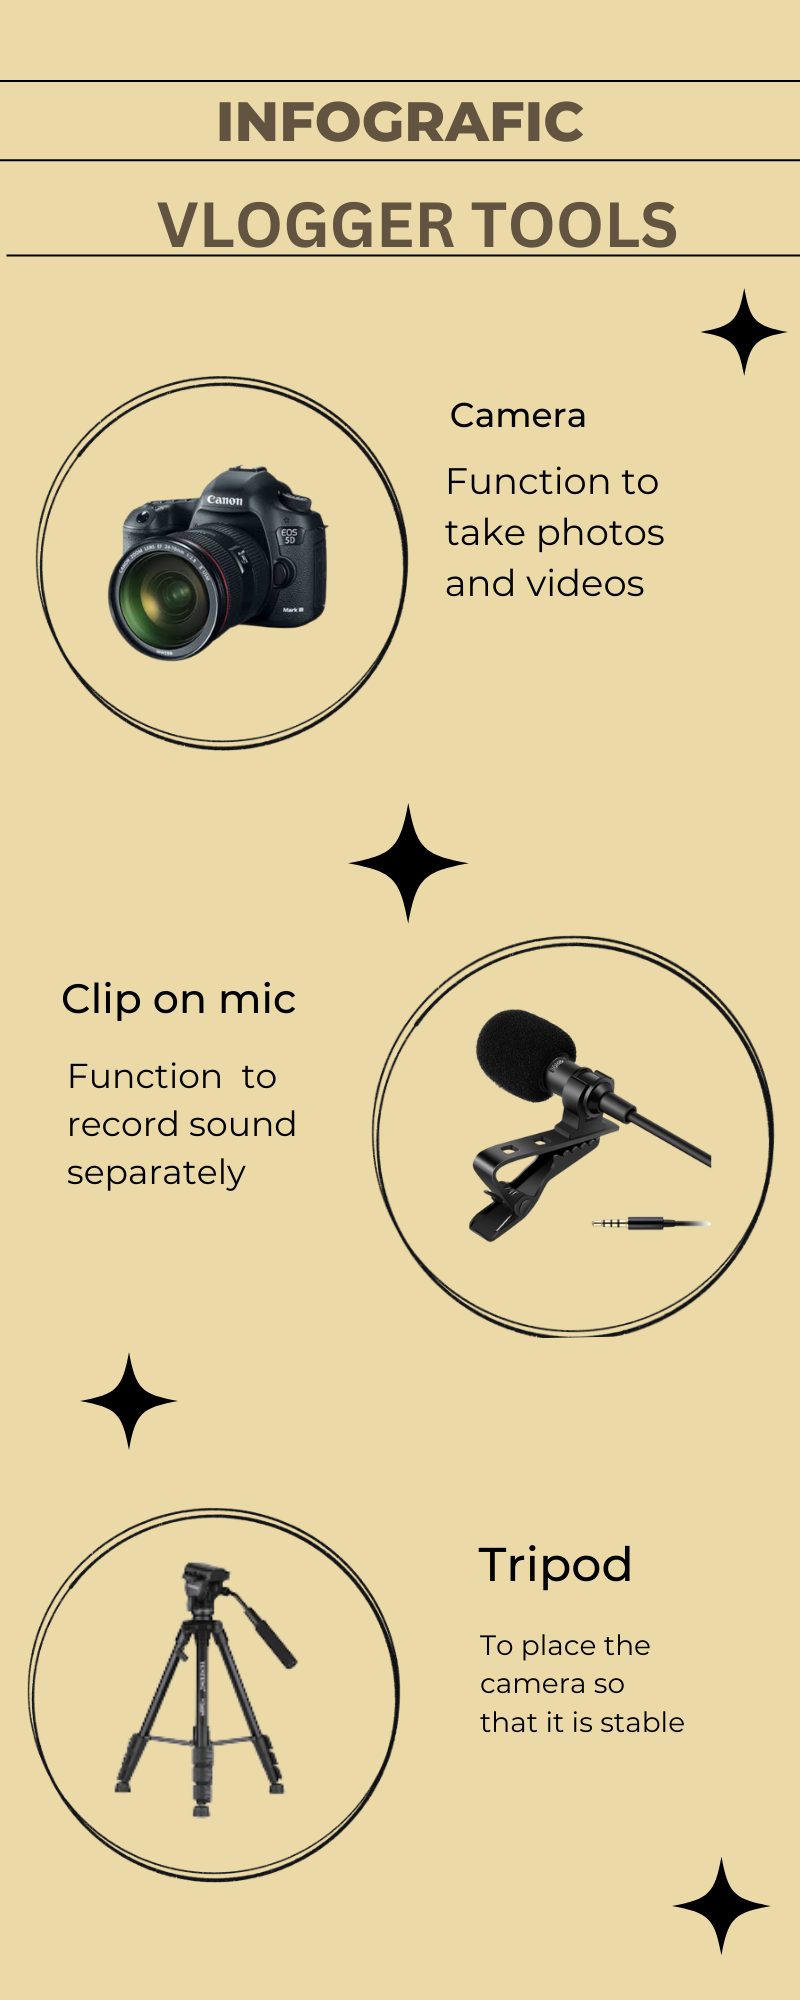 INFOGRAFIC
VLOGGER TOOLS
Camera
Function to
take photos
and videos
Canon
EOS
5D
Mark III
Clip on mic
Function to
record sound
separately
Tripod
To place the
camera so
that it is stable